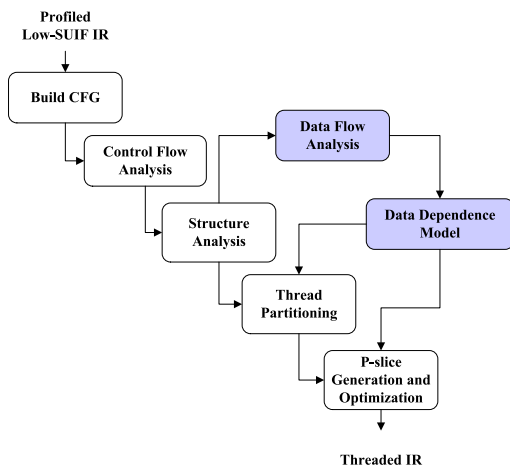 Profiled
Low-SUIF IR
Build CFG
Control Flow
Analysis
Data Flow
Analysis
Structure
Analysis
Data Dependence
Model
Thread
Partitioning
P-slice
Generation and
Optimization
Threaded IR